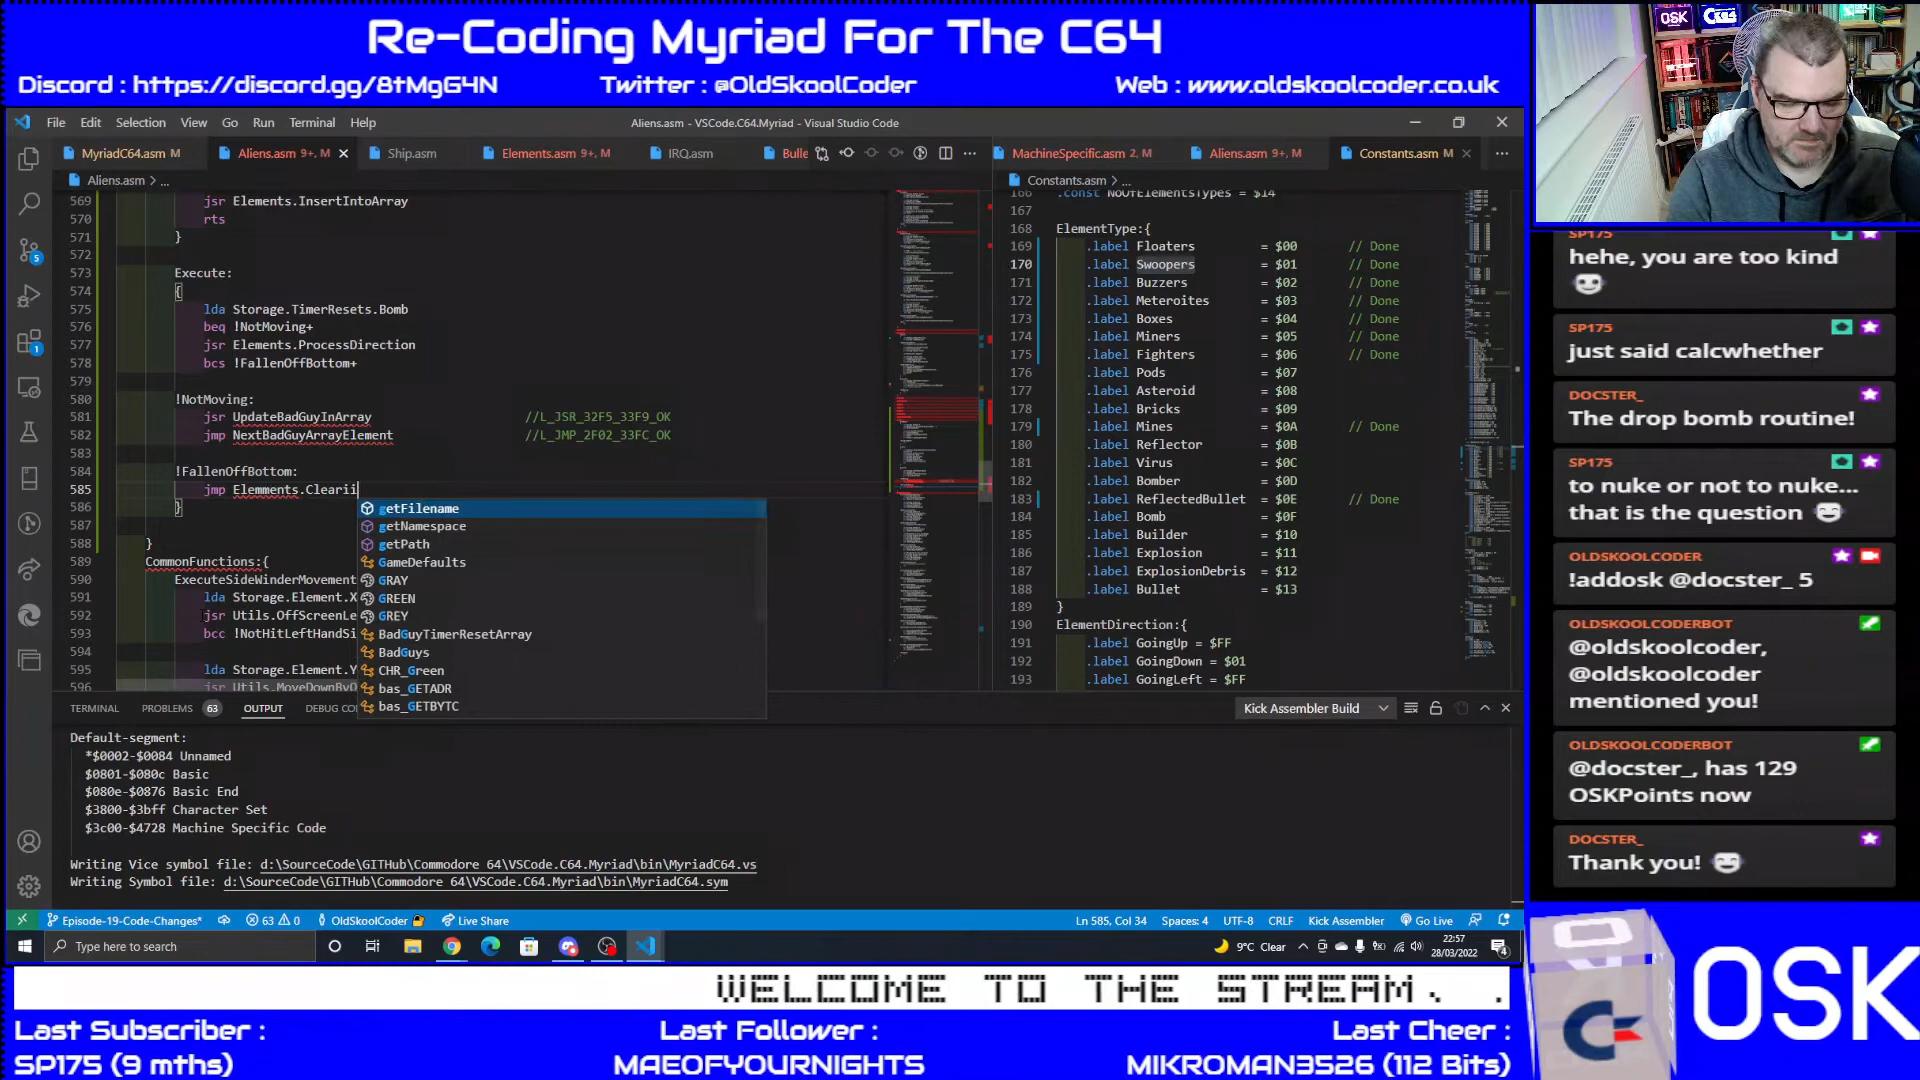 Re-Coding Myriad For The C64
Discord : https://discord.gg/8tMgG4N
Twitter : @OldSkoolCoder
Web : www.oldskoolcoder.co.uk
File Edit Selection View Go Run Terminal Help
Aliens.asm - VSCode.C64.Myriad - Visual Studio Code
MyriadC64.asm M
Aliens.asm 9+, M
Ship.asm
Elements.asm 9+, M
IRQ.asm
Bulle
Aliens.asm > ...
569 jsr Elements.InsertIntoArray
570 rts
571 }
572
573 Execute:
574 {
575 lda Storage.TimerResets.Bomb
576 beq !NotMoving+
577 jsr Elements.ProcessDirection
578 bcs !FallenOffBottom+
579
580 !NotMoving:
581 jsr UpdateBadGuyInArray //L_JSR_32F5_33F9_OK
582 jmp NextBadGuyArrayElement //L_JMP_2F02_33FC_OK
583
584 !FallenOffBottom:
585 jmp Elemments.Cleariii
586 }
587
588 }
589 CommonFunctions:{
590 ExecuteSideWinderMovement
591 lda Storage.Element.X
592 jsr Utils.OffScreenLe
593 bcc !NotHitLeftHandSi
594
595 lda Storage.Element.Y
596 jsr Utils.MoveDownByO
getFilename
getNamespace
getPath
GameDefaults
GRAY
GREEN
GREY
BadGuyTimerResetArray
BadGuys
CHR_Green
bas_GETADR
bas_GETBYTC
MachineSpecific.asm 2, M
Aliens.asm 9+, M
Constants.asm M
Constants.asm > ...
166 .const NoOfElementsTypes = $14
167
168 ElementType:{
169 .label Floaters = $00 // Done
170 .label Swoopers = $01 // Done
171 .label Buzzers = $02 // Done
172 .label Meteroites = $03 // Done
173 .label Boxes = $04 // Done
174 .label Miners = $05 // Done
175 .label Fighters = $06 // Done
176 .label Pods = $07
177 .label Asteroid = $08
178 .label Bricks = $09
179 .label Mines = $0A // Done
180 .label Reflector = $0B
181 .label Virus = $0C
182 .label Bomber = $0D
183 .label ReflectedBullet = $0E // Done
184 .label Bomb = $0F
185 .label Builder = $10
186 .label Explosion = $11
187 .label ExplosionDebris = $12
188 .label Bullet = $13
189 }
190 ElementDirection:{
191 .label GoingUp = $FF
192 .label GoingDown = $01
193 .label GoingLeft = $FF
TERMINAL PROBLEMS 63 OUTPUT DEBUG CO
Kick Assembler Build
Default-segment:
*$0002-$0084 Unnamed
$0801-$080c Basic
$080e-$0876 Basic End
$3800-$3bff Character Set
$3c00-$4728 Machine Specific Code
Writing Vice symbol file: d:\SourceCode\GITHub\Commodore 64\VSCode.C64.Myriad\bin\MyriadC64.vs
Writing Symbol file: d:\SourceCode\GITHub\Commodore 64\VSCode.C64.Myriad\bin\MyriadC64.sym
Episode-19-Code-Changes* 63 0 OldSkoolCoder Live Share
Ln 585, Col 34 Spaces: 4 UTF-8 CRLF Kick Assembler Go Live
Type here to search
9°C Clear
22:57
28/03/2022
OSK
SP175
hehe, you are too kind
SP175
just said calcwhether
DOCSTER_
The drop bomb routine!
SP175
to nuke or not to nuke...
that is the question
OLDSKOOLCODER
!addosk @docster_ 5
OLDSKOOLCODERBOT
@oldskoolcoder,
@oldskoolcoder
mentioned you!
OLDSKOOLCODERBOT
@docster_, has 129
OSKPoints now
DOCSTER_
Thank you!
WELCOME TO THE STREAM. .
Last Subscriber :
SP175 (9 mths)
Last Follower :
MAEOFYOURNIGHTS
Last Cheer :
MIKROMAN3526 (112 Bits)
OSK